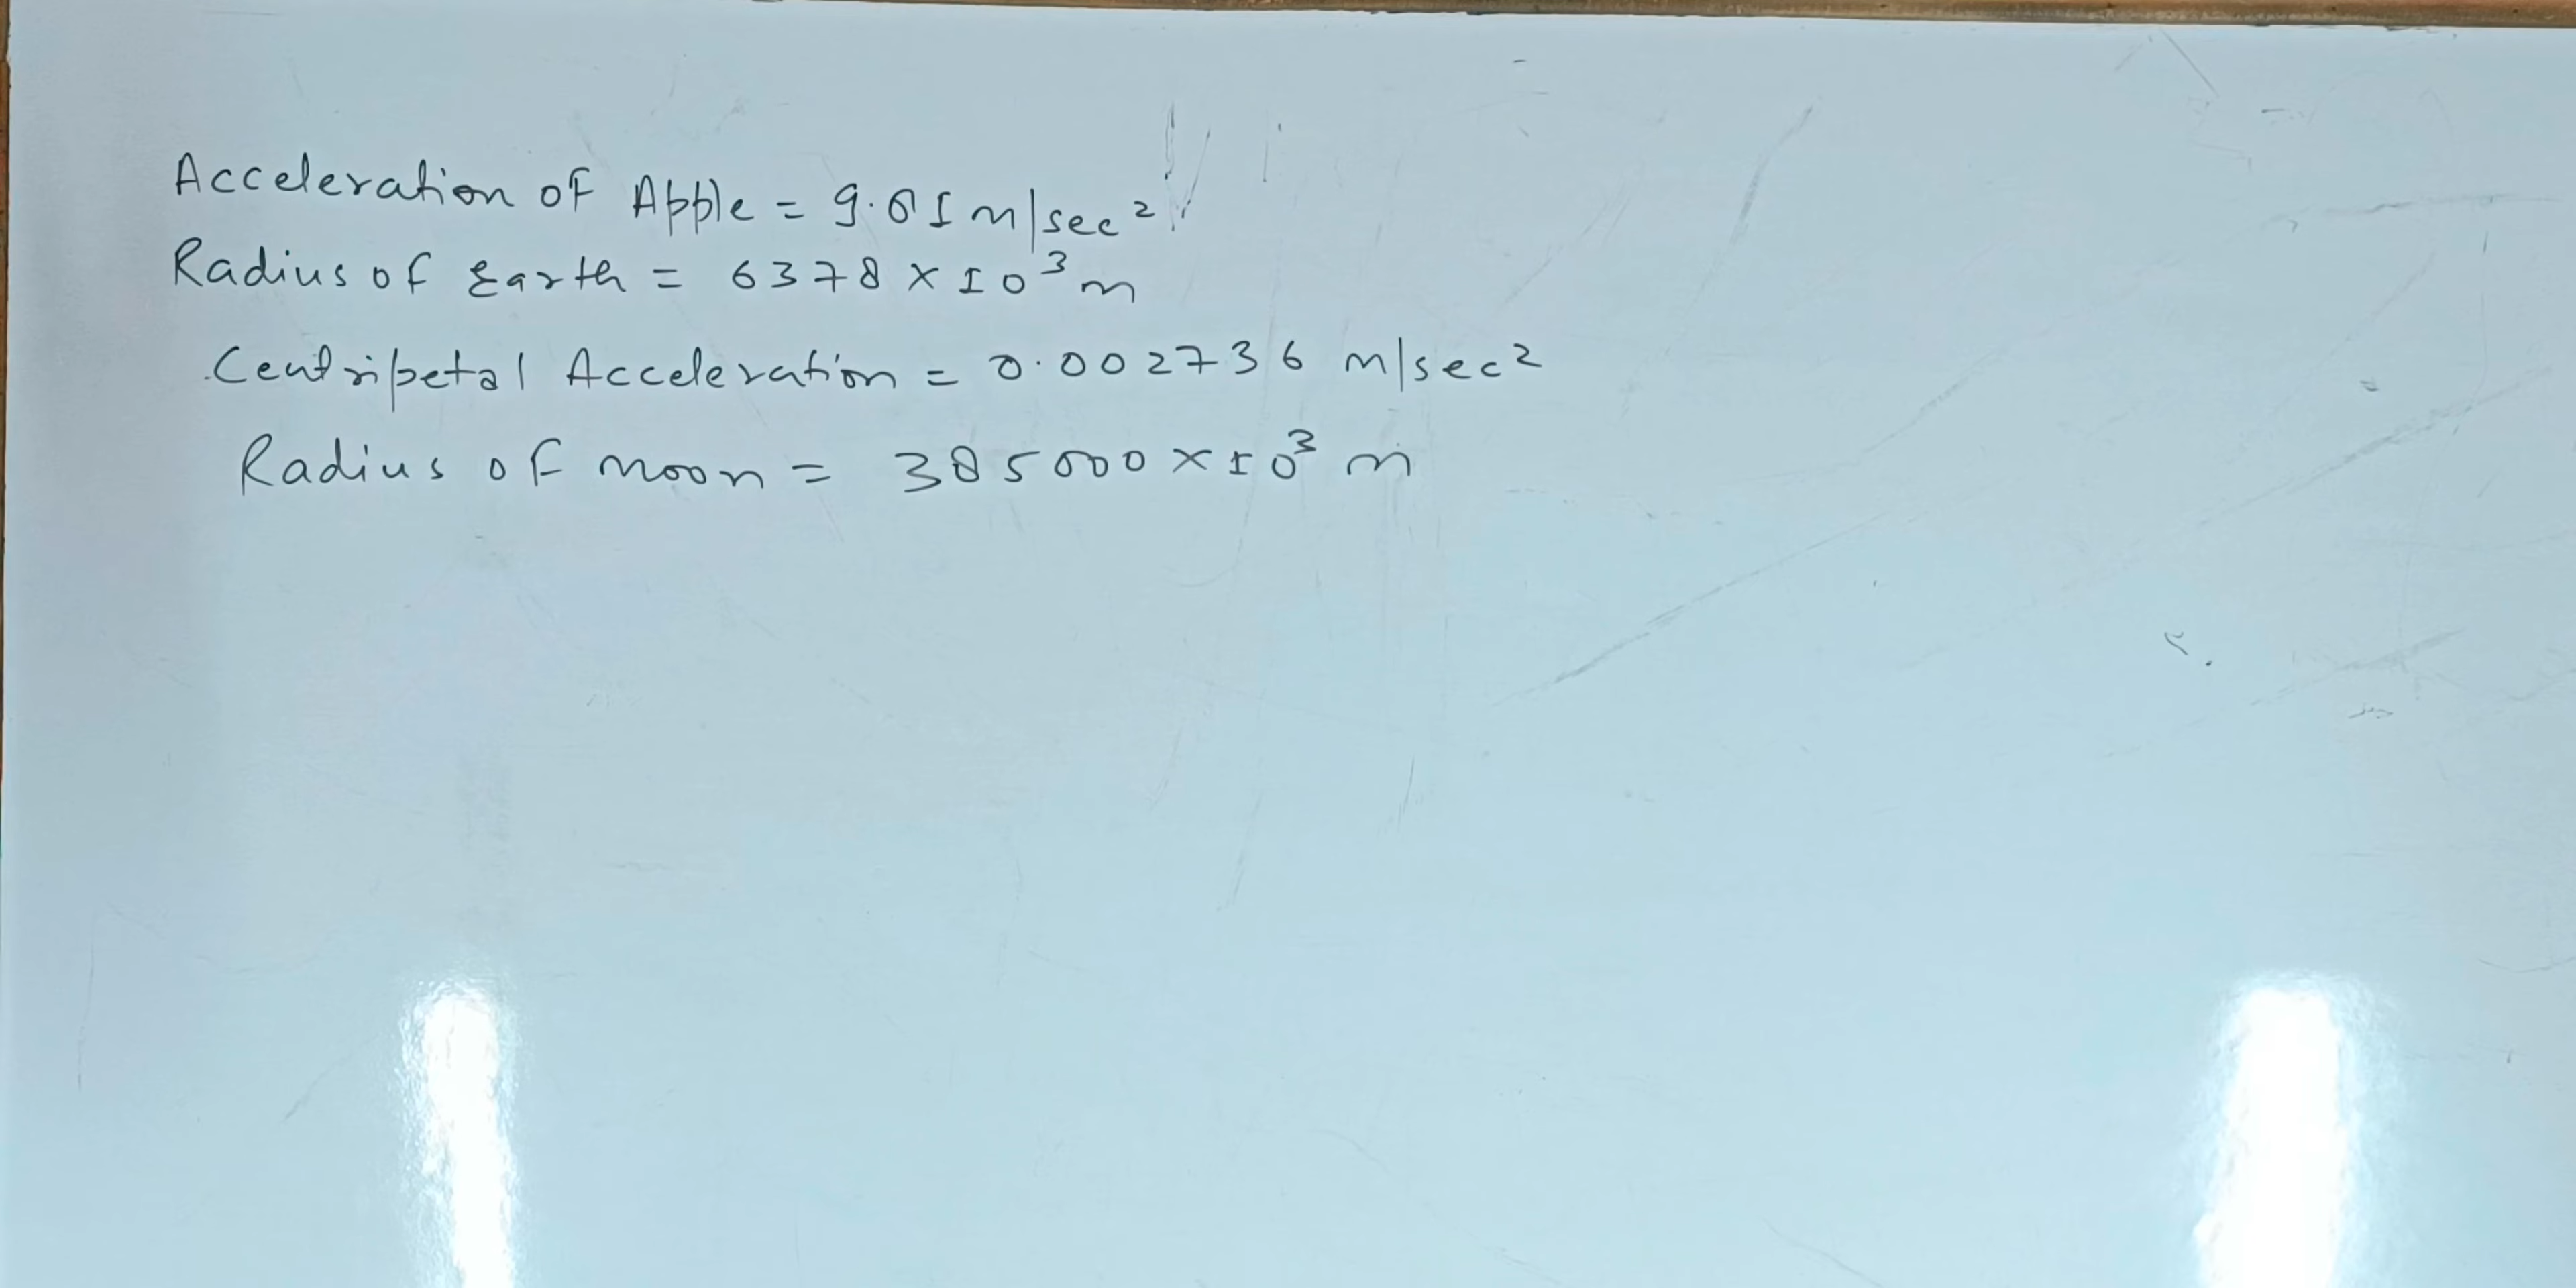 Acceleration of Apple = 9.81 m/sec²
Radius of Earth = 6378 × 10³ m
Centripetal Acceleration = 0.002736 m/sec²
Radius of moon = 385000 × 10³ m